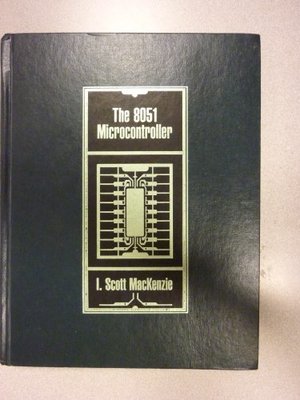 The 8051
Microcontroller
I. Scott MacKenzie